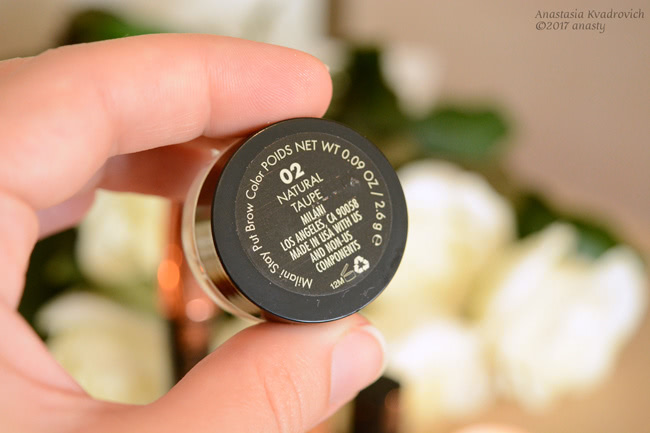 Anastasia Kvadrovich
©2017 anasty
Milani Stay Put Brow Color POIDS NET WT 0.09 OZ / 2.6g e
02
NATURAL
TAUPE
MILANI
LOS ANGELES, CA 90058
MADE IN USA WITH US
AND NON-US
COMPONENTS
12M